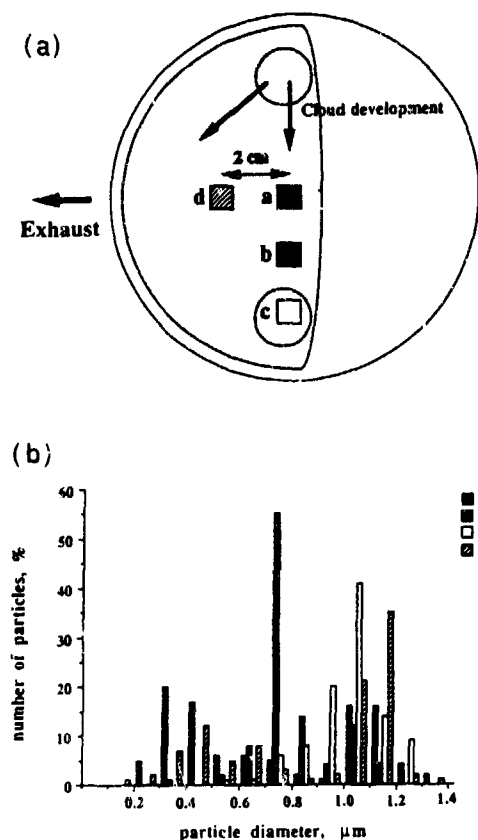 (a)
Cloud development
2 cm
d
a
Exhaust
b
c
(b)
60
50
40
30
20
10
0
number of particles, %
0.2
0.4
0.6
0.8
1.0
1.2
1.4
particle diameter, μm